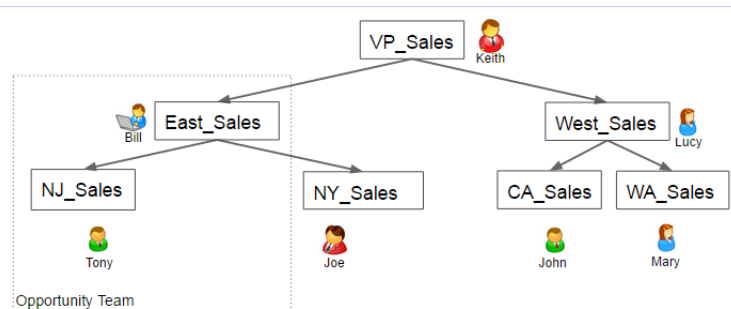 VP_Sales
Keith
East_Sales
Bill
West_Sales
Lucy
NJ_Sales
NY_Sales
CA_Sales
WA_Sales
Tony
Joe
John
Mary
Opportunity Team